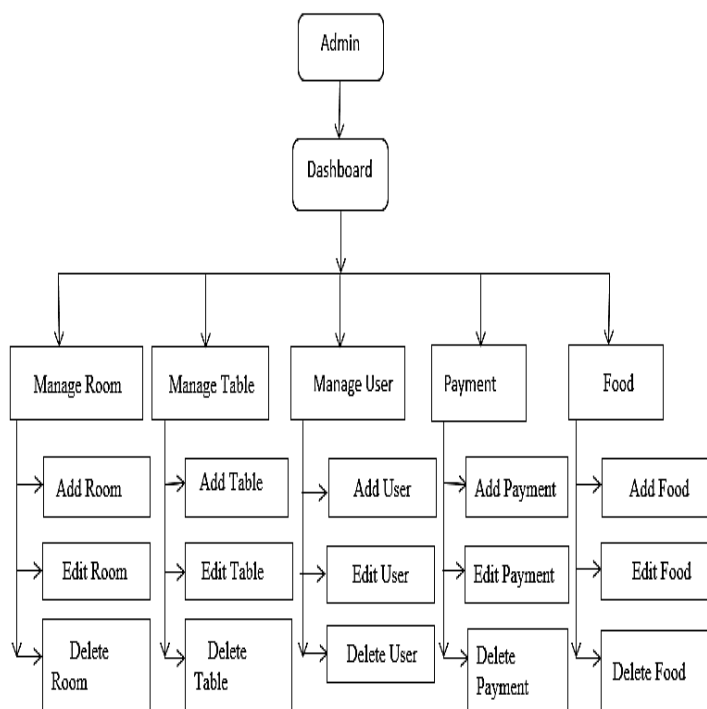 Admin
Dashboard
Manage Room
Manage Table
Manage User
Payment
Food
Add Room
Add Table
Add User
Add Payment
Add Food
Edit Room
Edit Table
Edit User
Edit Payment
Edit Food
Delete
Room
Delete
Table
Delete User
Delete
Payment
Delete Food